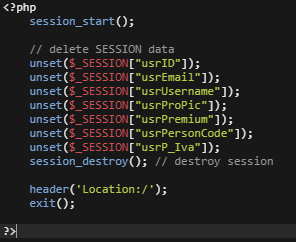 <?php
session_start();
// delete SESSION data
unset($_SESSION["usrID"]);
unset($_SESSION["usrEmail"]);
unset($_SESSION["usrUsername"]);
unset($_SESSION["usrProPic"]);
unset($_SESSION["usrPremium"]);
unset($_SESSION["usrPersonCode"]);
unset($_SESSION["usrP_Iva"]);
session_destroy(); // destroy session
header('Location:/');
exit();
?>